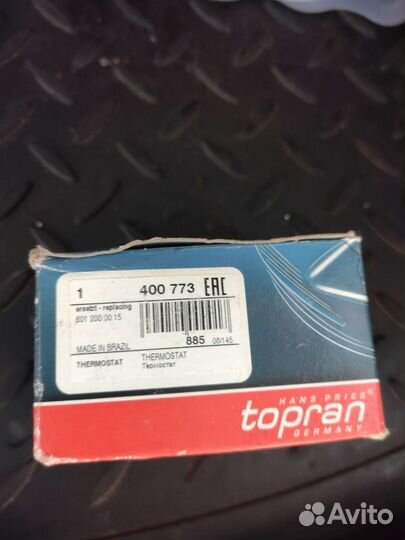 1 400 773 EAC
ersetzt - replacing
601 200 00 15
885 08/145
MADE IN BRAZIL
THERMOSTAT THERMOSTAT
Термостат
HANS PRIES®
topran
GERMANY
Avito